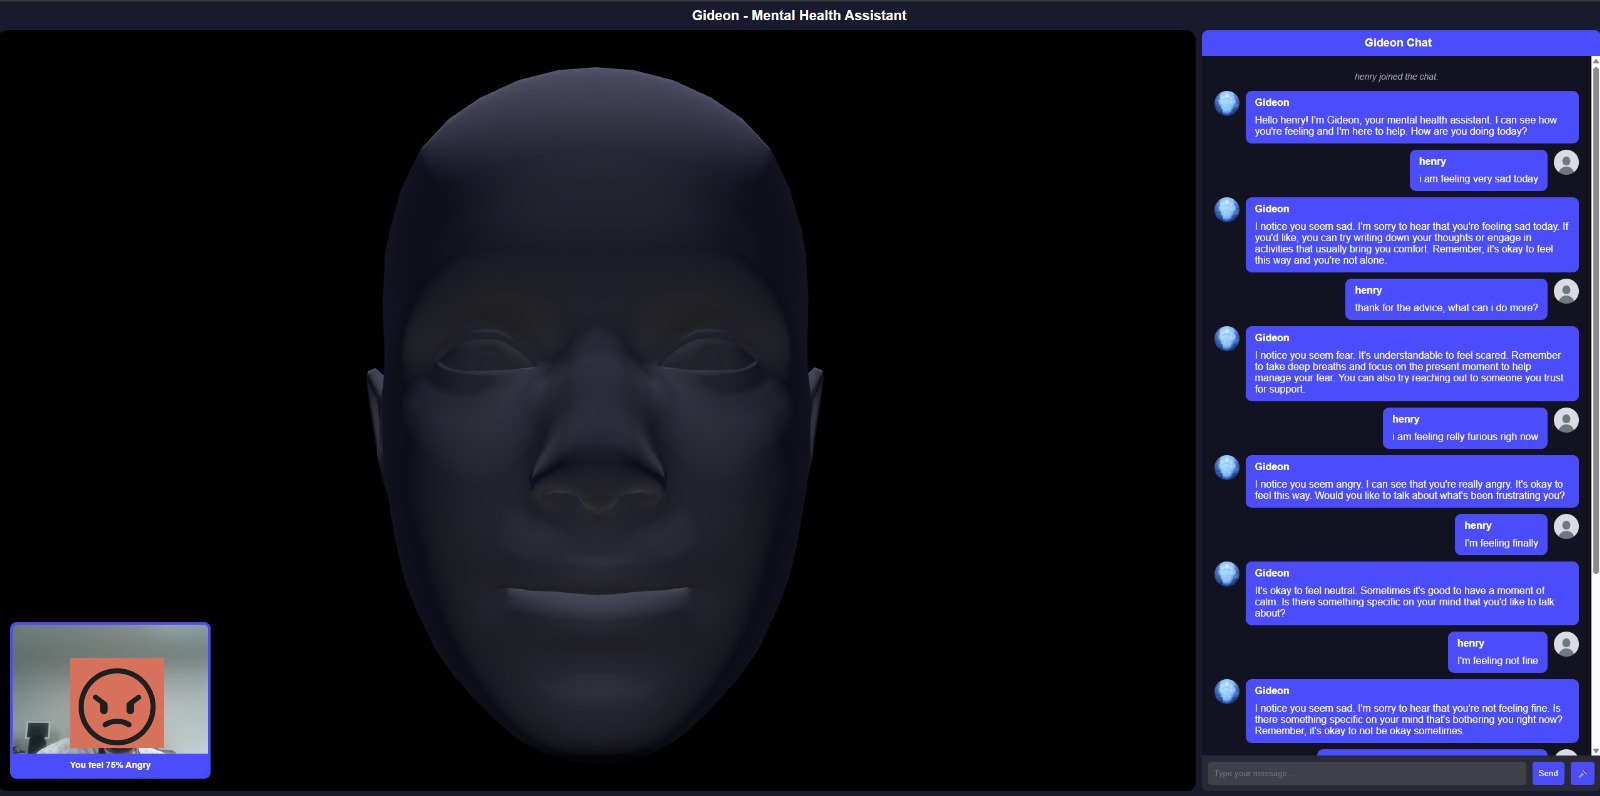 Gideon - Mental Health Assistant
Gideon Chat
henry joined the chat.
Gideon
Hello henry! I'm Gideon, your mental health assistant. I can see how
you're feeling and I'm here to help. How are you doing today?
henry
i am feeling very sad today
Gideon
I notice you seem sad. I'm sorry to hear that you're feeling sad today. If
you'd like, you can try writing down your thoughts or engage in
activities that usually bring you comfort. Remember, it's okay to feel
this way and you're not alone.
henry
thank for the advice, what can i do more?
Gideon
I notice you seem fear. It's understandable to feel scared. Remember
to take deep breaths and focus on the present moment to help
manage your fear. You can also try reaching out to someone you trust
for support.
henry
i am feeling relly furious righ now
Gideon
I notice you seem angry. I can see that you're really angry. It's okay to
feel this way. Would you like to talk about what's been frustrating you?
henry
I'm feeling finally
Gideon
It's okay to feel neutral. Sometimes it's good to have a moment of
calm. Is there something specific on your mind that you'd like to talk
about?
henry
I'm feeling not fine
Gideon
I notice you seem sad. I'm sorry to hear that you're not feeling fine. Is
there something specific on your mind that's bothering you right now?
Remember, it's okay to not be okay sometimes.
Type your message...
Send
You feel 75% Angry